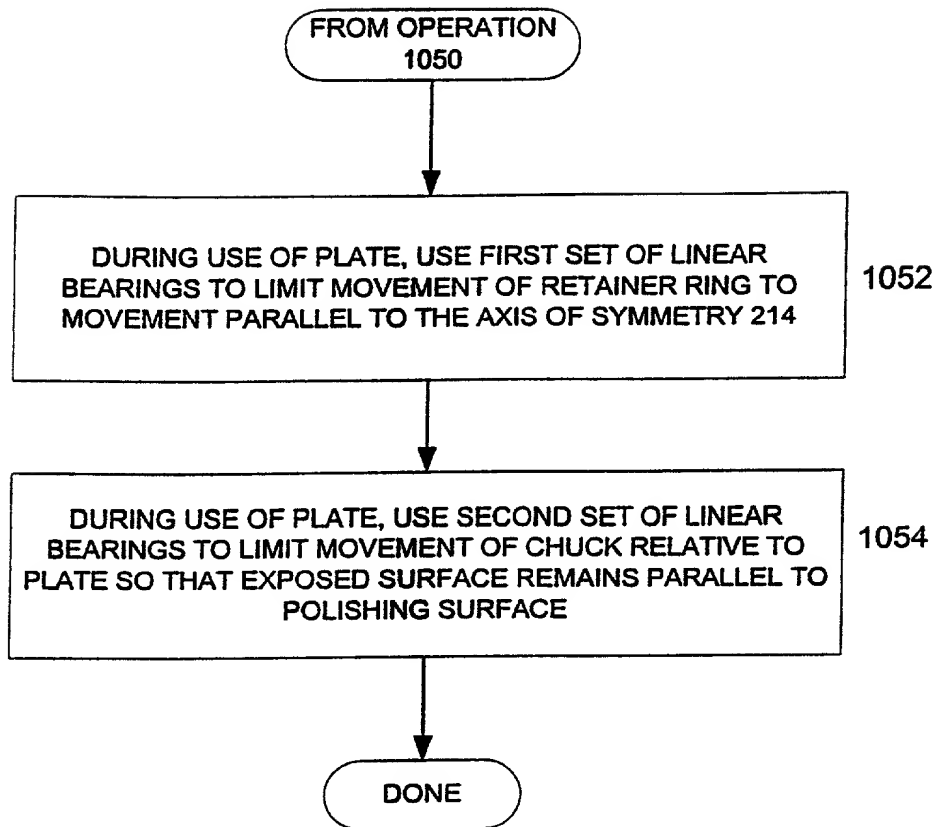 FROM OPERATION
1050
DURING USE OF PLATE, USE FIRST SET OF LINEAR
BEARINGS TO LIMIT MOVEMENT OF RETAINER RING TO
MOVEMENT PARALLEL TO THE AXIS OF SYMMETRY 214
1052
DURING USE OF PLATE, USE SECOND SET OF LINEAR
BEARINGS TO LIMIT MOVEMENT OF CHUCK RELATIVE TO
PLATE SO THAT EXPOSED SURFACE REMAINS PARALLEL TO
POLISHING SURFACE
1054
DONE